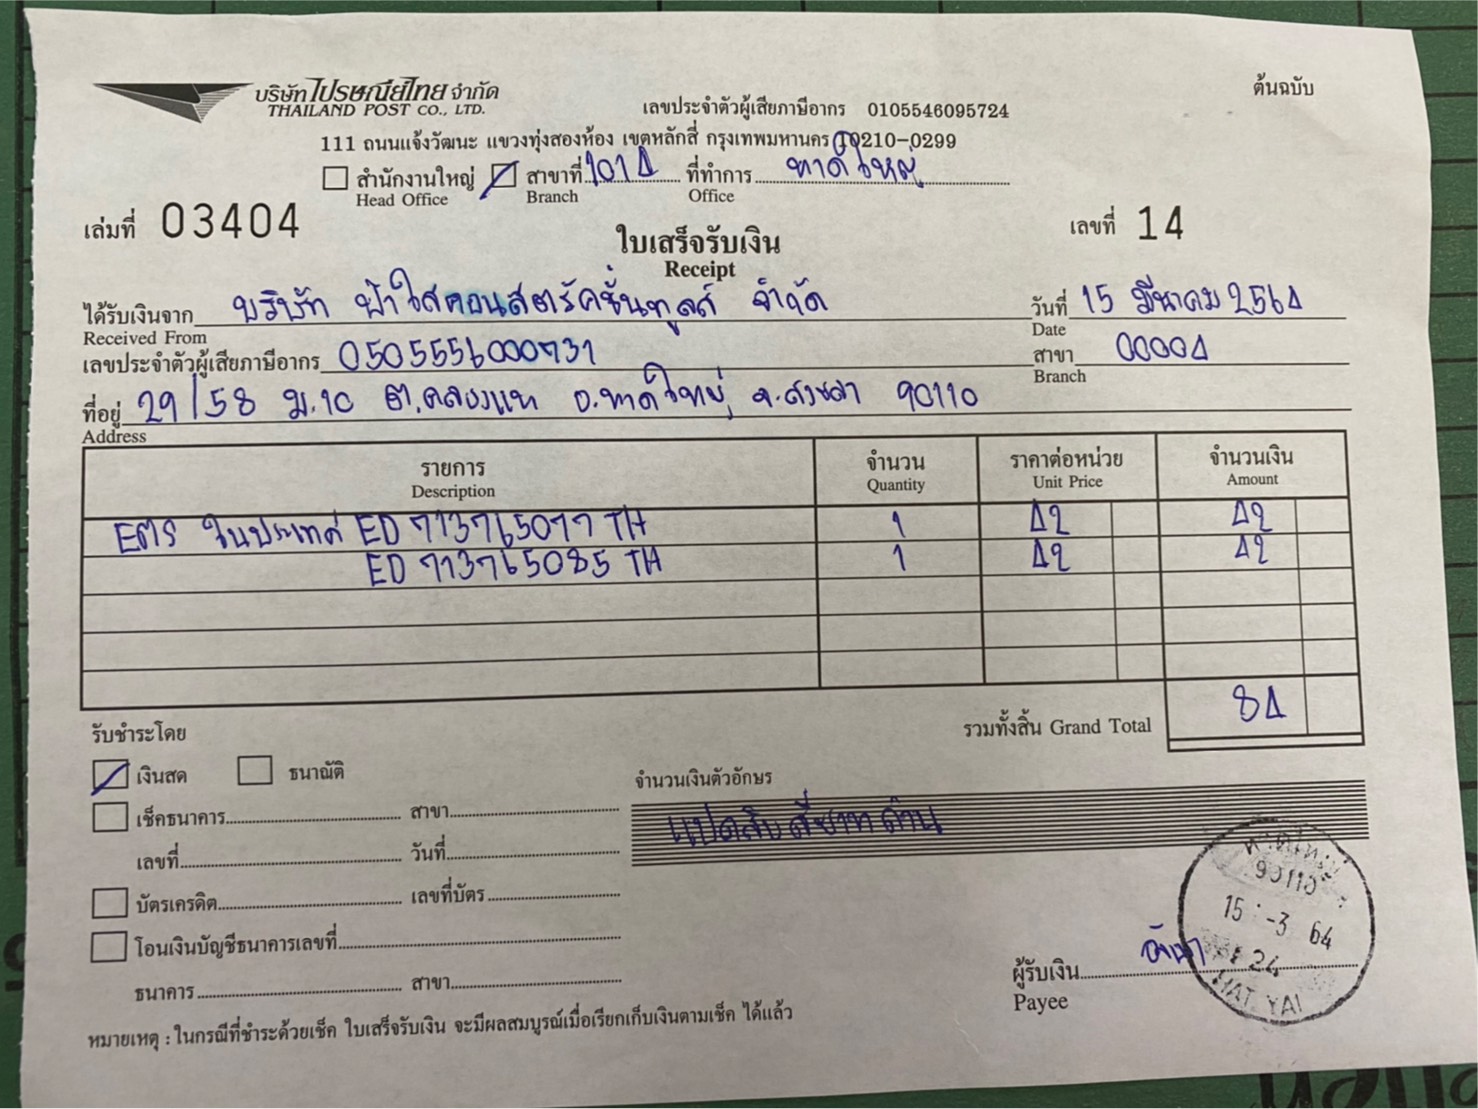 บริษัท ไปรษณีย์ไทย จำกัด
THAILAND POST CO., LTD.
ต้นฉบับ
เลขประจำตัวผู้เสียภาษีอากร 0105546095724
111 ถนนแจ้งวัฒนะ แขวงทุ่งสองห้อง เขตหลักสี่ กรุงเทพมหานคร 10210-0299
สำนักงานใหญ่ สาขาที่ 1014 ที่ทำการ หาดใหญ่
Head Office Branch Office
เล่มที่ 03404 เลขที่ 14
ใบเสร็จรับเงิน
Receipt
ได้รับเงินจาก บริษัท ฟ้าใสคอนสตรัคชั่นทูลส์ จำกัด วันที่ 15 มีนาคม 2564
Received From Date
เลขประจำตัวผู้เสียภาษีอากร 0505556000731 สาขา 00004
Branch
ที่อยู่ 29/58 ม.10 ต.คลองแห อ.หาดใหญ่ จ.สงขลา 90110
Address
รายการ จำนวน ราคาต่อหน่วย จำนวนเงิน
Description Quantity Unit Price Amount
EMS ในประเทศ ED 713765077 TH 1 42 42
ED 713765085 TH 1 42 42
รวมทั้งสิ้น Grand Total 84
รับชำระโดย
เงินสด ธนาณัติ
จำนวนเงินตัวอักษร
แปดสิบสี่บาทถ้วน
เช็คธนาคาร สาขา
เลขที่ วันที่
บัตรเครดิต เลขที่บัตร
โอนเงินบัญชีธนาคารเลขที่
ธนาคาร สาขา
ผู้รับเงิน
Payee
หาดใหญ่
90110
15 -3 64
24
HAT YAI
หมายเหตุ : ในกรณีที่ชำระด้วยเช็ค ใบเสร็จรับเงิน จะมีผลสมบูรณ์เมื่อเรียกเก็บเงินตามเช็ค ได้แล้ว